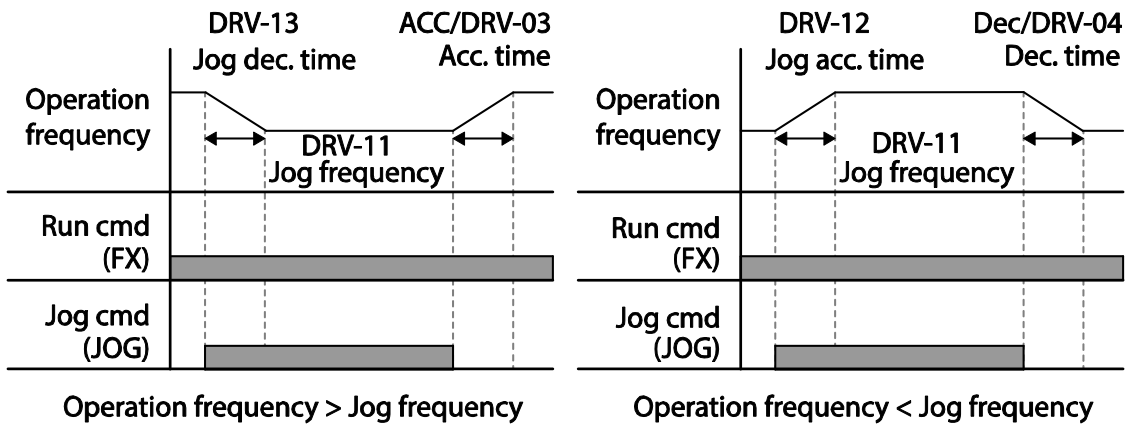 DRV-13
Jog dec. time
ACC/DRV-03
Acc. time
Operation
frequency
DRV-11
Jog frequency
Run cmd
(FX)
Jog cmd
(JOG)
Operation frequency > Jog frequency
DRV-12
Jog acc. time
Dec/DRV-04
Dec. time
Operation
frequency
DRV-11
Jog frequency
Run cmd
(FX)
Jog cmd
(JOG)
Operation frequency < Jog frequency